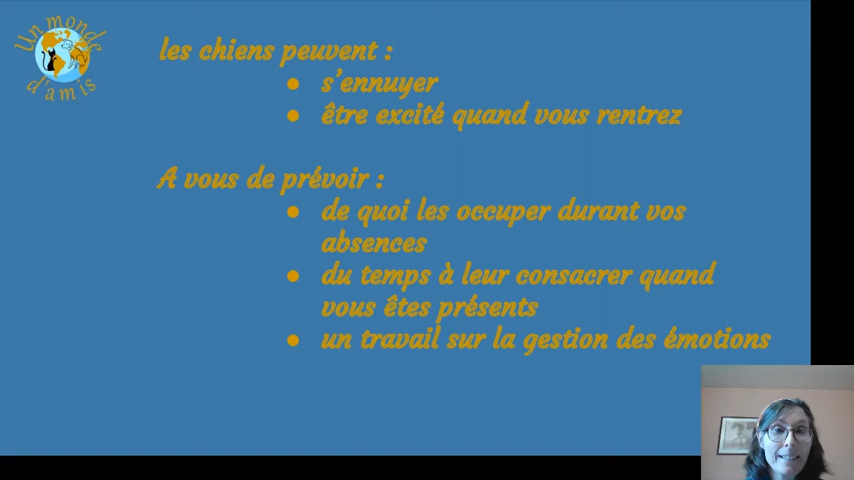 Un monde
d'amis
les chiens peuvent :
● s'ennuyer
● être excité quand vous rentrez
A vous de prévoir :
● de quoi les occuper durant vos
absences
● du temps à leur consacrer quand
vous êtes présents
● un travail sur la gestion des émotions